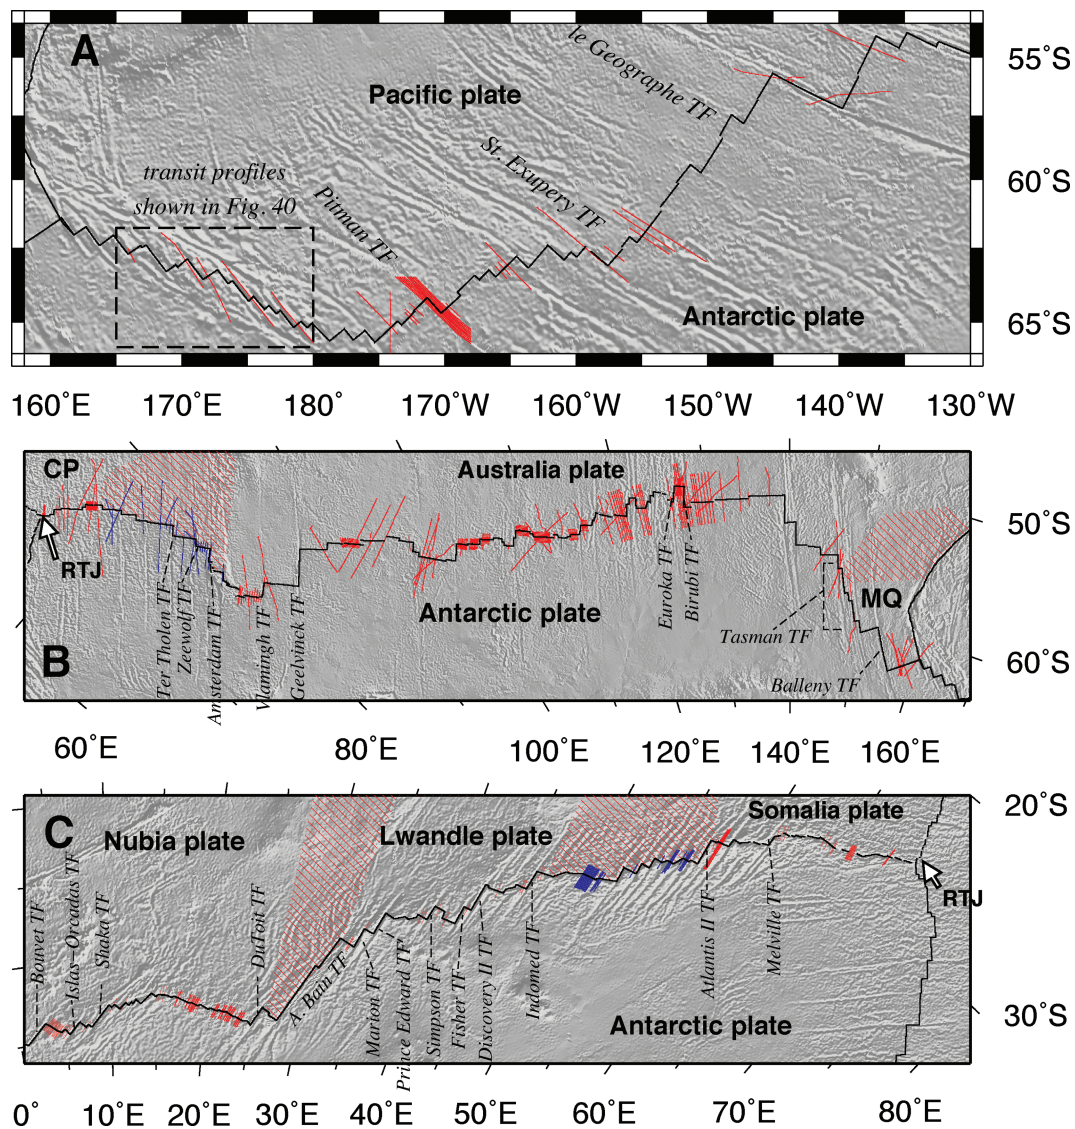 A
le Geographe TF
Pacific plate
St. Exupery TF
transit profiles
shown in Fig. 40
Pitman TF
Antarctic plate
55˚S
60˚S
65˚S
160˚E
170˚E
180˚
170˚W
160˚W
150˚W
140˚W
130˚W
CP
Australia plate
RTJ
Antarctic plate
MQ
B
Ter Tholen TF
Zeewolf TF
Amsterdam TF
Vlamingh TF
Geelvinck TF
Euroka TF
Birubi TF
Tasman TF
Balleny TF
50˚S
60˚S
60˚E
80˚E
100˚E
120˚E
140˚E
160˚E
C
Nubia plate
Lwandle plate
Somalia plate
RTJ
Bouvet TF
Islas-Orcadas TF
Shaka TF
DuToit TF
A. Bain TF
Marion TF
Prince Edward TF
Simpson TF
Fisher TF
Discovery II TF
Indomed TF
Atlantis II TF
Melville TF
Antarctic plate
20˚S
30˚S
0˚
10˚E
20˚E
30˚E
40˚E
50˚E
60˚E
70˚E
80˚E